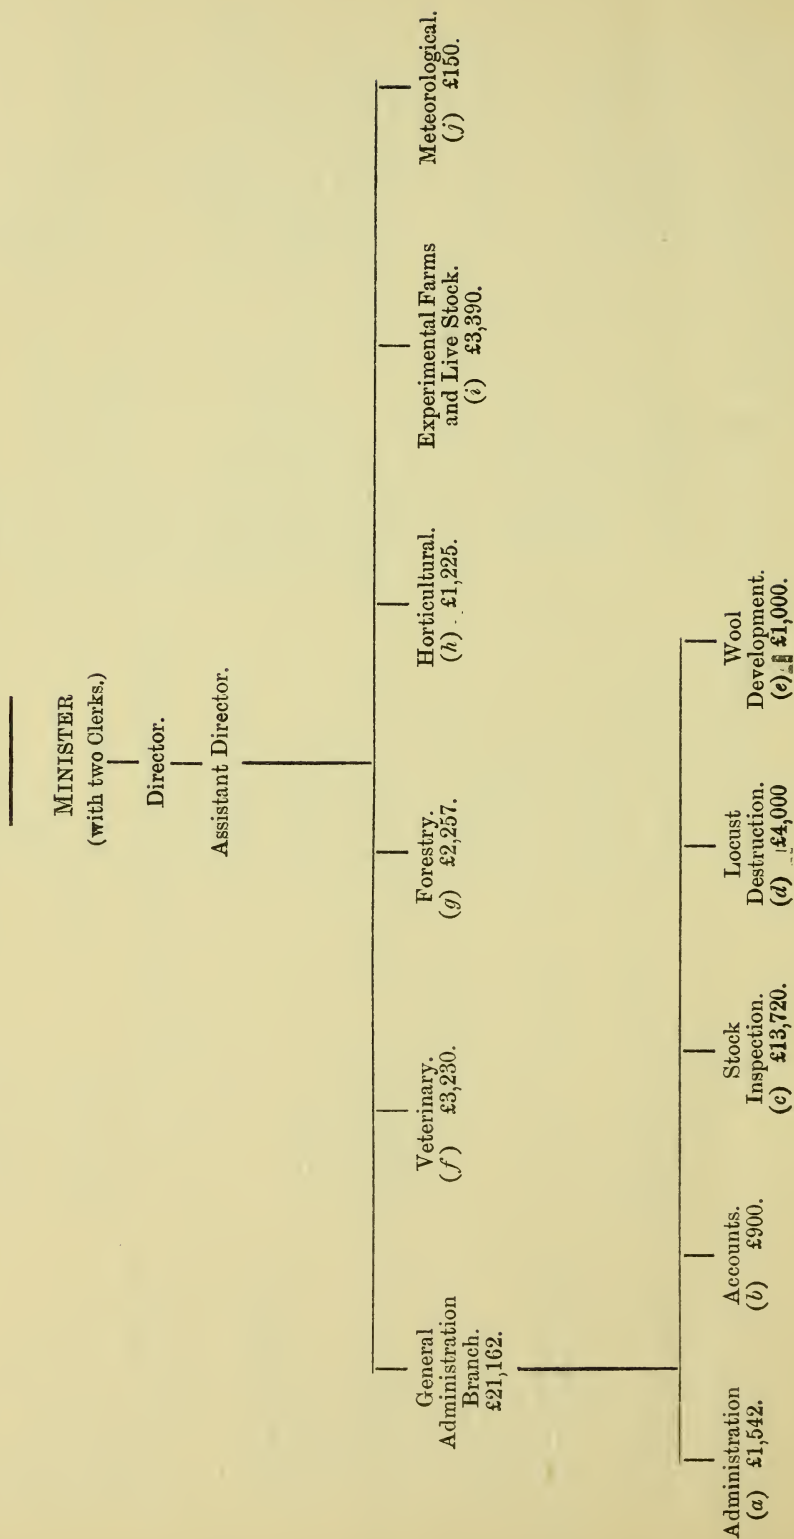 MINISTER
(with two Clerks.)
Director.
Assistant Director.
General
Administration
Branch.
£21,162.
Veterinary.
(f) £3,230.
Forestry.
(g) £2,257.
Horticultural.
(h) £1,225.
Experimental Farms
and Live Stock.
(i) £3,390.
Meteorological.
(j) £150.
Administration
(a) £1,542.
Accounts.
(b) £900.
Stock
Inspection.
(c) £13,720.
Locust
Destruction.
(d) £4,000
Wool
Development.
(e) £1,000.